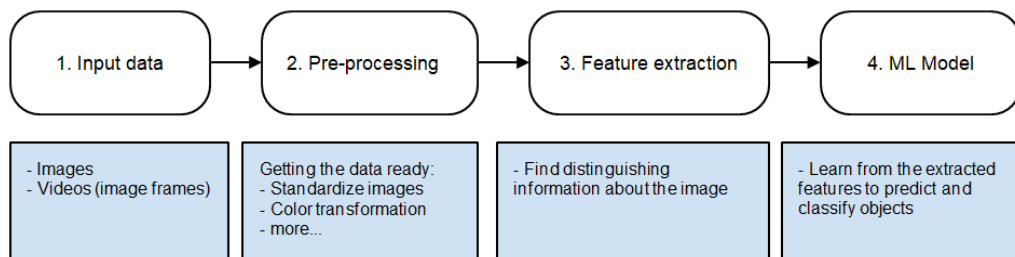 1. Input data
2. Pre-processing
3. Feature extraction
4. ML Model
- Images
- Videos (image frames)
Getting the data ready:
- Standardize images
- Color transformation
- more...
- Find distinguishing
information about the image
- Learn from the extracted
features to predict and
classify objects